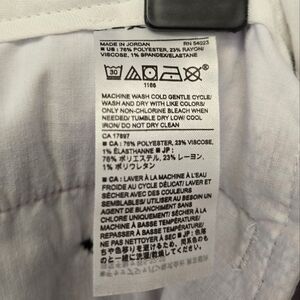 MADE IN JORDAN RN 54023
■ US: 76% POLYESTER, 23% RAYON/
VISCOSE, 1% SPANDEX/ELASTANE
30
1166
MACHINE WASH COLD GENTLE CYCLE/
WASH AND DRY WITH LIKE COLORS/
ONLY NON-CHLORINE BLEACH WHEN
NEEDED/ TUMBLE DRY LOW/ COOL
IRON/ DO NOT DRY CLEAN
CA 17897
■ CA: 76% POLYESTER, 23% VISCOSE,
1% ÉLASTHANNE ■ JP:
76% ポリエステル, 23% レーヨン,
1% ポリウレタン
■ CA: LAVER À LA MACHINE À L'EAU
FROIDE AU CYCLE DÉLICAT/ LAVER ET
SÉCHER AVEC DES COULEURS
SEMBLABLES/ UTILISER AU BESOIN UN
AGENT DE BLANCHIMENT SANS
CHLORE UNIQUEMENT/ SÉCHER À LA
MACHINE À BASSE TEMPÉRATURE/
REPASSER À BASSE TEMPÉRATURE/
NE PAS NETTOYER À SEC ■ JP: